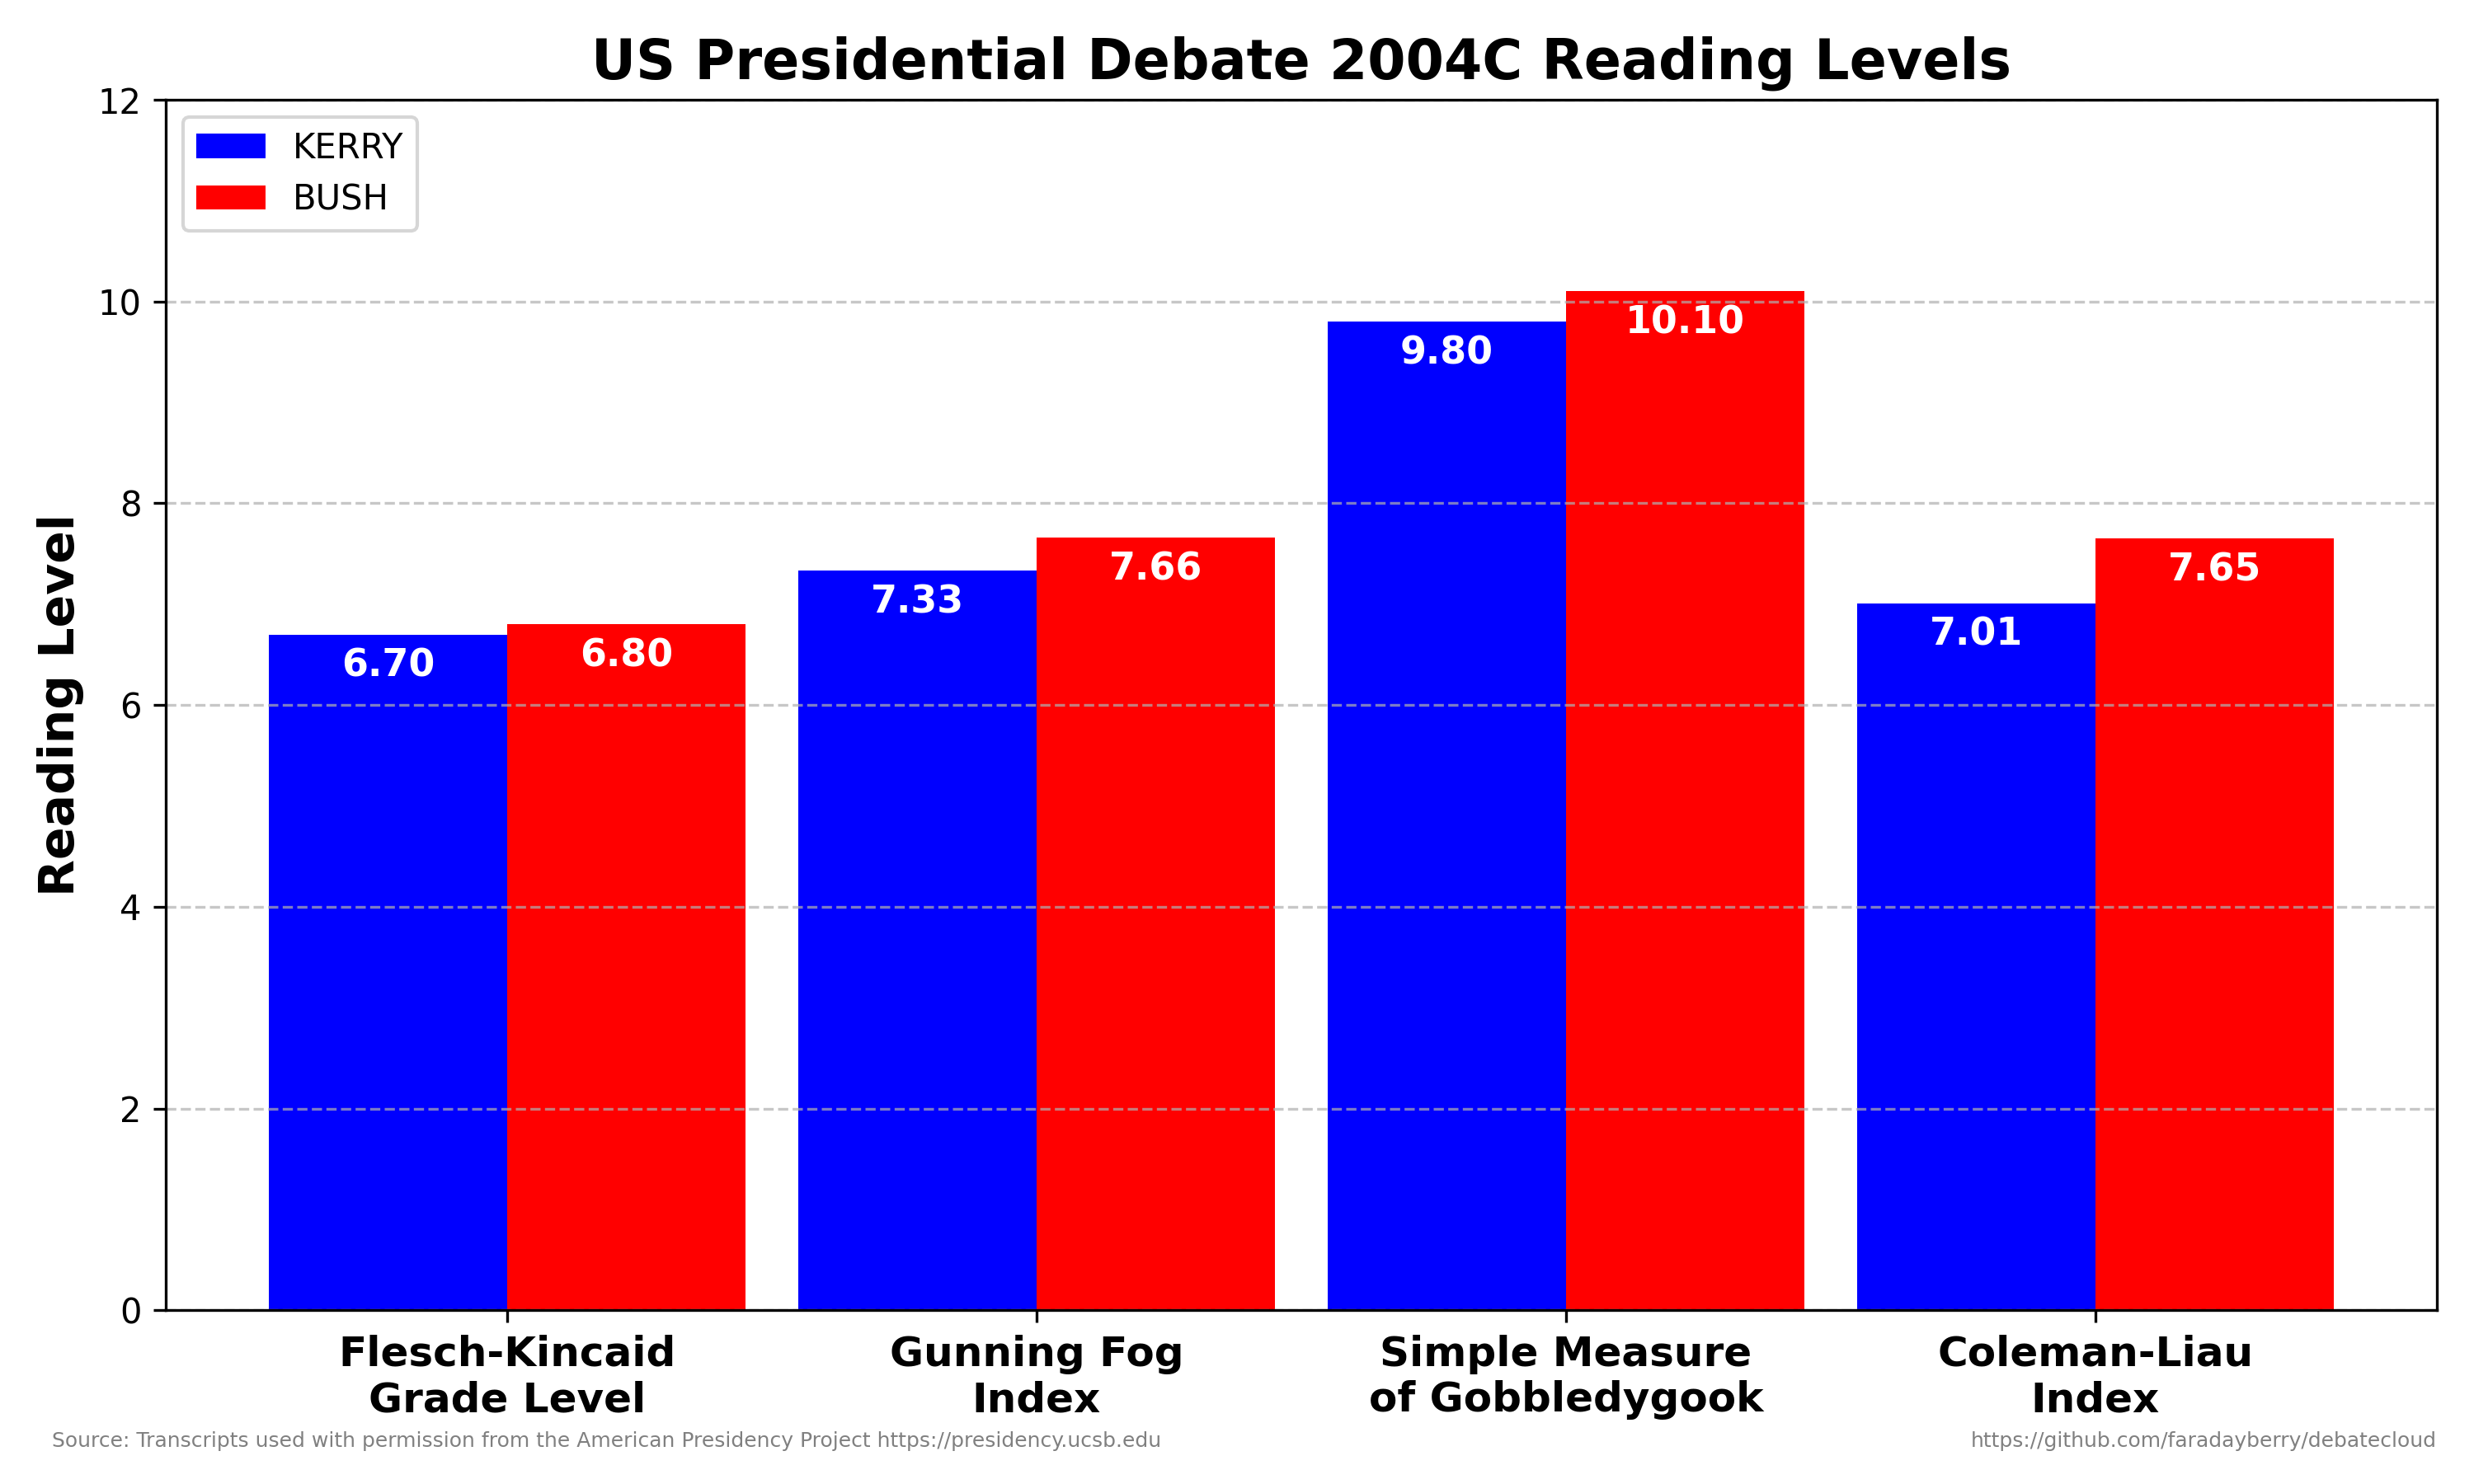 US Presidential Debate 2004C Reading Levels
KERRY
BUSH
Reading Level
12
10
8
6
4
2
0
6.70
6.80
7.33
7.66
9.80
10.10
7.01
7.65
Flesch-Kincaid
Grade Level
Gunning Fog
Index
Simple Measure
of Gobbledygook
Coleman-Liau
Index
Source: Transcripts used with permission from the American Presidency Project https://presidency.ucsb.edu
https://github.com/faradayberry/debatecloud